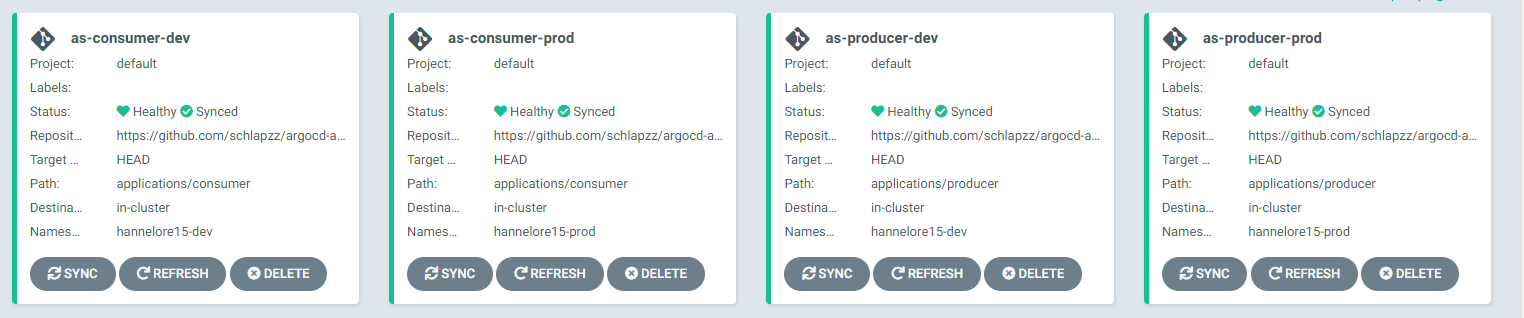 as-consumer-dev
Project: default
Labels:
Status: Healthy Synced
Reposit... https://github.com/schlapzz/argocd-a...
Target ... HEAD
Path: applications/consumer
Destina... in-cluster
Names... hannelore15-dev
SYNC REFRESH DELETE
as-consumer-prod
Project: default
Labels:
Status: Healthy Synced
Reposit... https://github.com/schlapzz/argocd-a...
Target ... HEAD
Path: applications/consumer
Destina... in-cluster
Names... hannelore15-prod
SYNC REFRESH DELETE
as-producer-dev
Project: default
Labels:
Status: Healthy Synced
Reposit... https://github.com/schlapzz/argocd-a...
Target ... HEAD
Path: applications/producer
Destina... in-cluster
Names... hannelore15-dev
SYNC REFRESH DELETE
as-producer-prod
Project: default
Labels:
Status: Healthy Synced
Reposit... https://github.com/schlapzz/argocd-a...
Target ... HEAD
Path: applications/producer
Destina... in-cluster
Names... hannelore15-prod
SYNC REFRESH DELETE